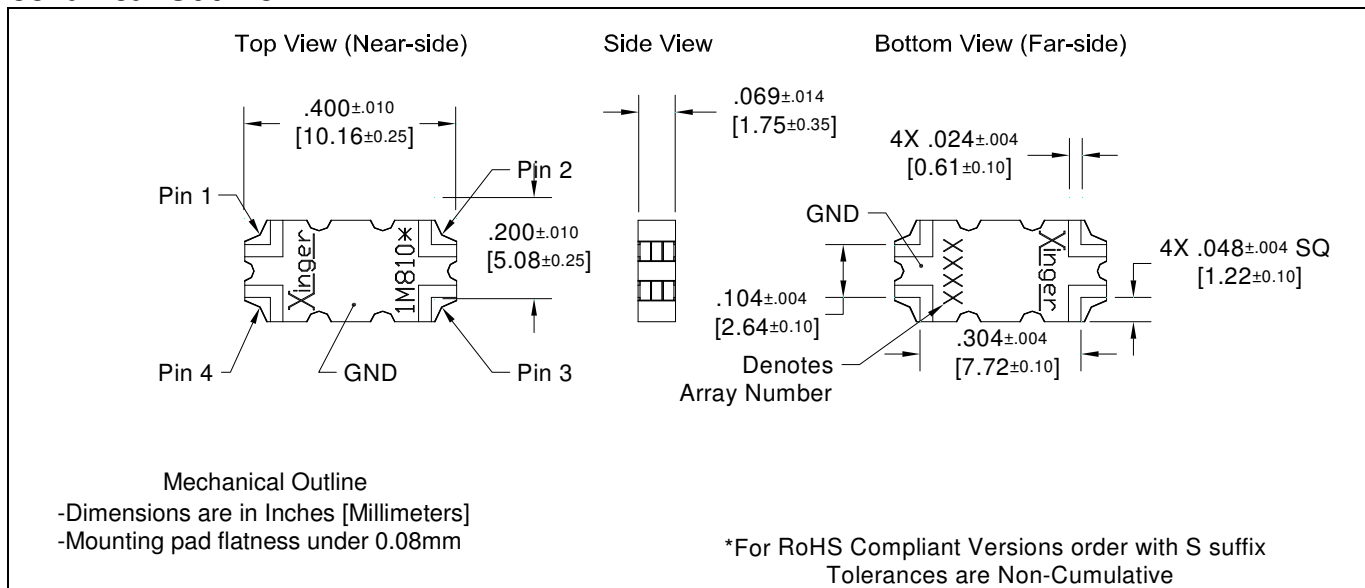 Top View (Near-side)
Side View
Bottom View (Far-side)
.400±.010
[10.16±0.25]
.069±.014
[1.75±0.35]
4X .024±.004
[0.61±0.10]
Pin 1
Pin 2
GND
.200±.010
[5.08±0.25]
4X .048±.004 SQ
[1.22±0.10]
Xinger
1M810*
XXXX
Xinger
.104±.004
[2.64±0.10]
.304±.004
[7.72±0.10]
Pin 4
GND
Pin 3
Denotes
Array Number
Mechanical Outline
-Dimensions are in Inches [Millimeters]
-Mounting pad flatness under 0.08mm
*For RoHS Compliant Versions order with S suffix
Tolerances are Non-Cumulative